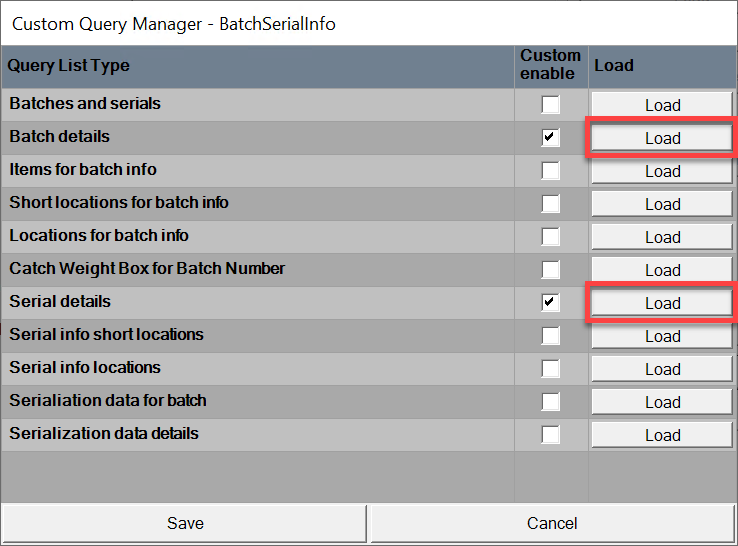 Custom Query Manager - BatchSerialInfo
Query List Type Custom enable Load
Batches and serials Load
Batch details Load
Items for batch info Load
Short locations for batch info Load
Locations for batch info Load
Catch Weight Box for Batch Number Load
Serial details Load
Serial info short locations Load
Serial info locations Load
Serialiation data for batch Load
Serialization data details Load
Save Cancel